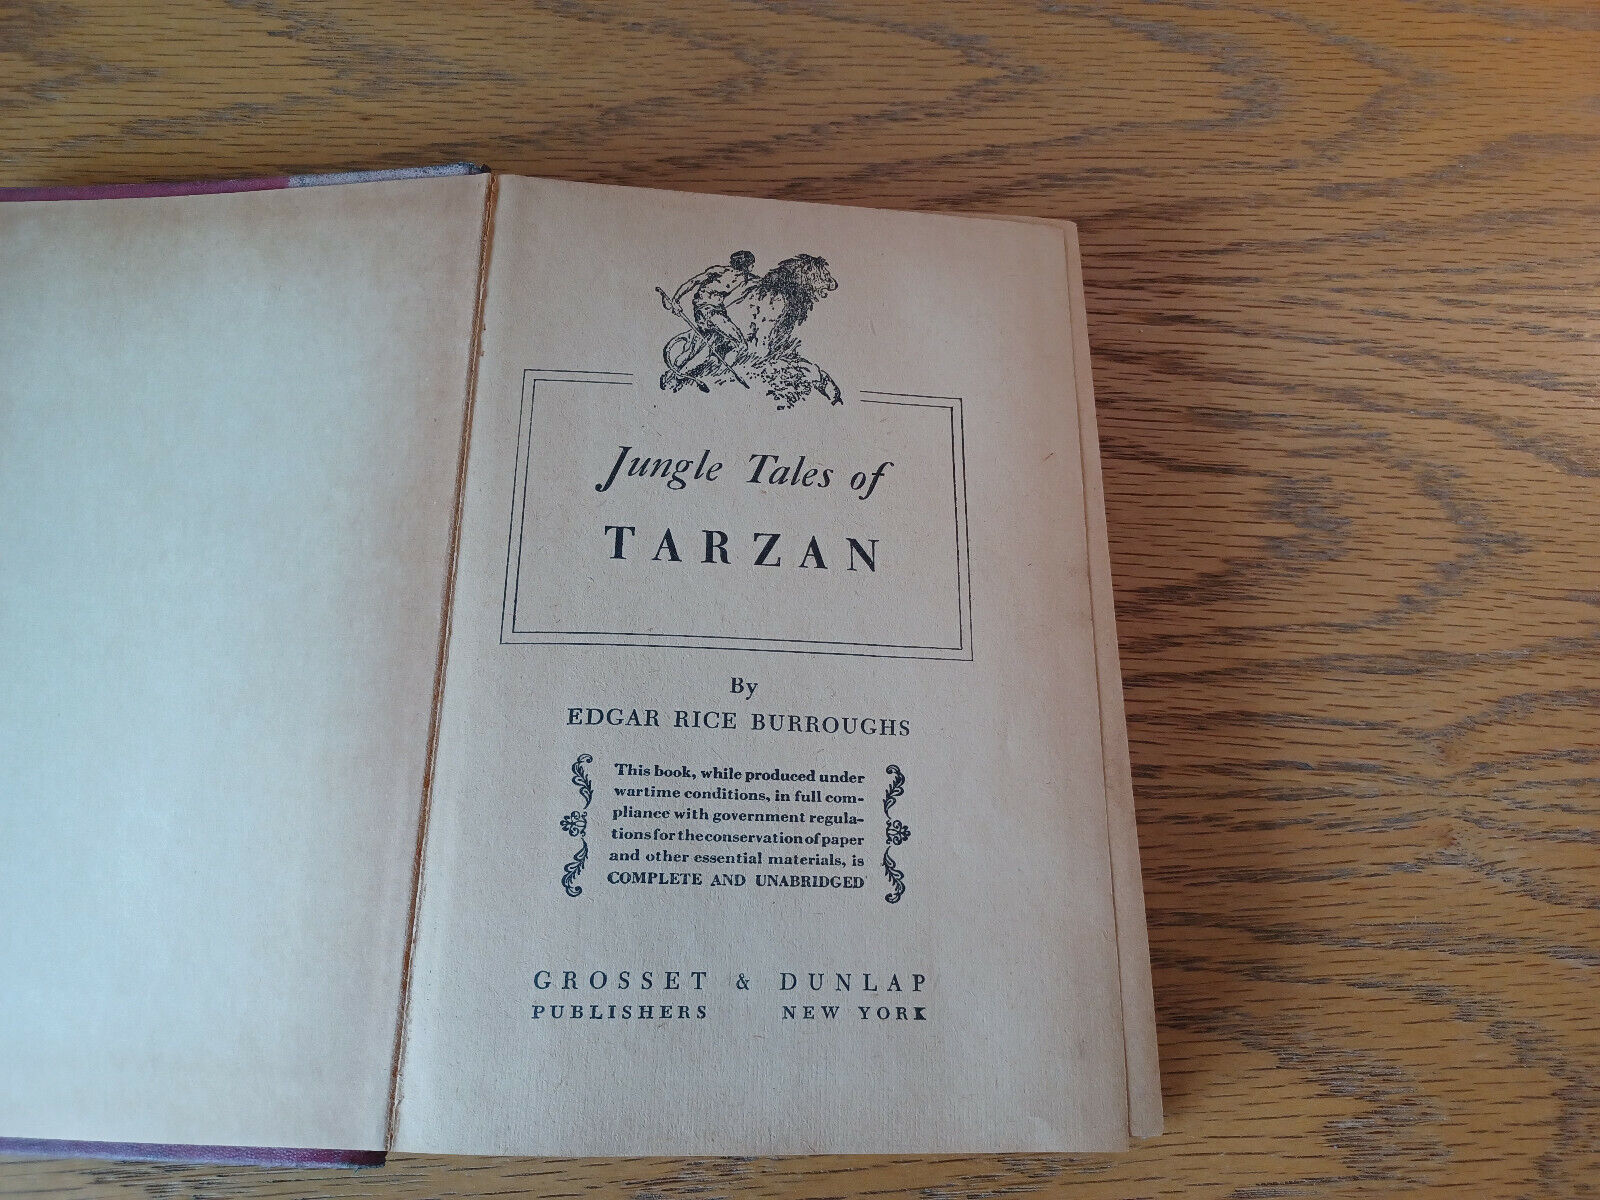 Jungle Tales of
TARZAN
By
EDGAR RICE BURROUGHS
This book, while produced under
wartime conditions, in full com-
pliance with government regula-
tions for the conservation of paper
and other essential materials, is
COMPLETE AND UNABRIDGED
GROSSET & DUNLAP
PUBLISHERS NEW YORK